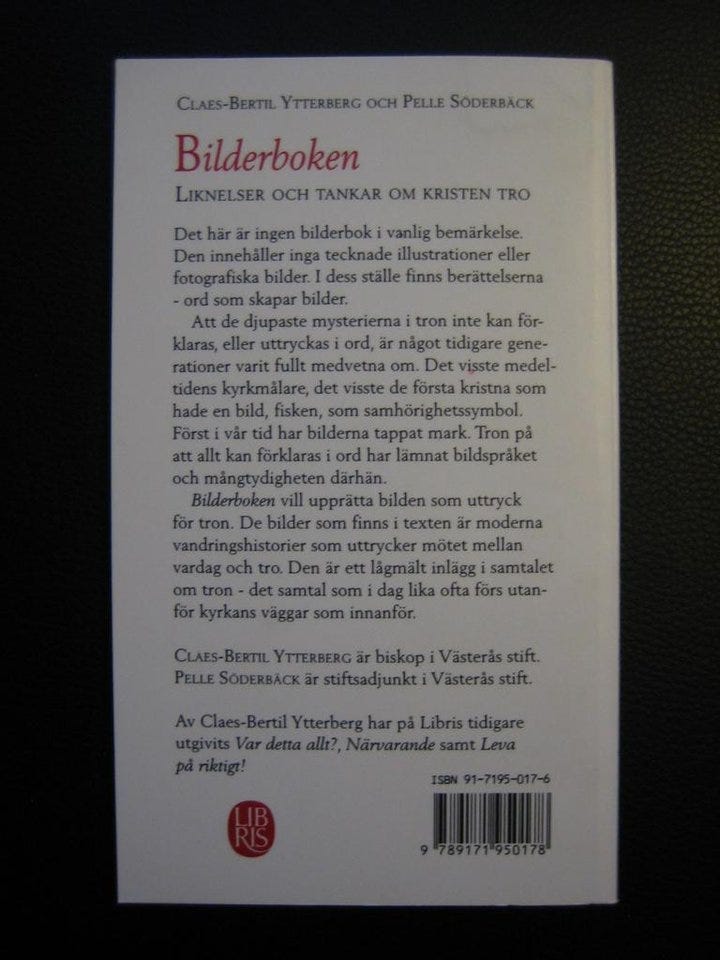 CLAES-BERTIL YTTERBERG OCH PELLE SÖDERBÄCK
Bilderboken
LIKNELSER OCH TANKAR OM KRISTEN TRO
Det här är ingen bilderbok i vanlig bemärkelse.
Den innehåller inga tecknade illustrationer eller
fotografiska bilder. I dess ställe finns berättelserna
- ord som skapar bilder.
Att de djupaste mysterierna i tron inte kan för-
klaras, eller uttryckas i ord, är något tidigare gene-
rationer varit fullt medvetna om. Det visste medel-
tidens kyrkmålare, det visste de första kristna som
hade en bild, fisken, som samhörighetssymbol.
Först i vår tid har bilderna tappat mark. Tron på
att allt kan förklaras i ord har lämnat bildspråket
och mångtydigheten därhän.
Bilderboken vill upprätta bilden som uttryck
för tron. De bilder som finns i texten är moderna
vandringshistorier som uttrycker mötet mellan
vardag och tro. Den är ett lågmält inlägg i samtalet
om tron - det samtal som i dag lika ofta förs utan-
för kyrkans väggar som innanför.
CLAES-BERTIL YTTERBERG är biskop i Västerås stift.
PELLE SÖDERBÄCK är stiftsadjunkt i Västerås stift.
Av Claes-Bertil Ytterberg har på Libris tidigare
utgivits Var detta allt?, Närvarande samt Leva
på riktigt!
ISBN 91-7195-017-6
LIB
RIS
9 789171 950178